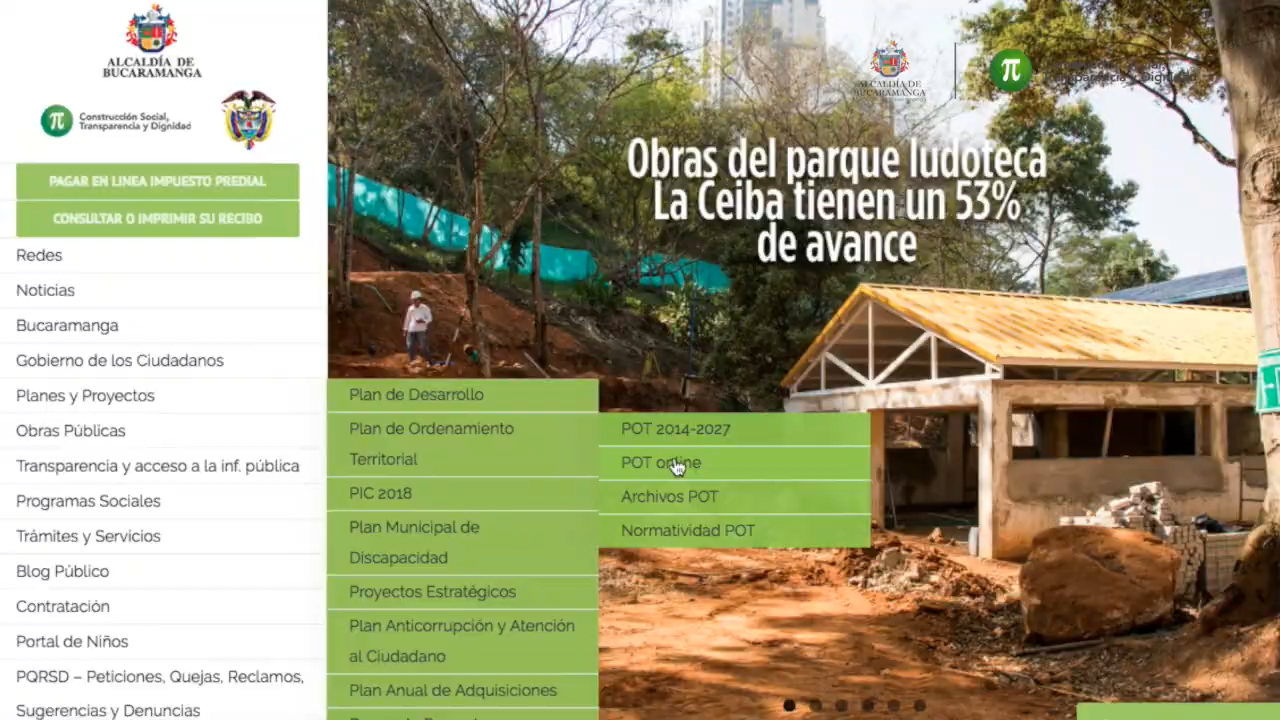 ALCALDÍA DE
BUCARAMANGA
Construcción Social,
Transparencia y Dignidad
PAGAR EN LINEA IMPUESTO PREDIAL
CONSULTAR O IMPRIMIR SU RECIBO
Redes
Noticias
Bucaramanga
Gobierno de los Ciudadanos
Planes y Proyectos
Obras Públicas
Transparencia y acceso a la inf. pública
Programas Sociales
Trámites y Servicios
Blog Público
Contratación
Portal de Niños
PQRSD – Peticiones, Quejas, Reclamos,
Sugerencias y Denuncias
Plan de Desarrollo
Plan de Ordenamiento
Territorial
PIC 2018
Plan Municipal de
Discapacidad
Proyectos Estratégicos
Plan Anticorrupción y Atención
al Ciudadano
Plan Anual de Adquisiciones
POT 2014-2027
POT online
Archivos POT
Normatividad POT
ALCALDÍA DE
BUCARAMANGA
Transparencia y Dignidad
Obras del parque ludoteca
La Ceiba tienen un 53%
de avance